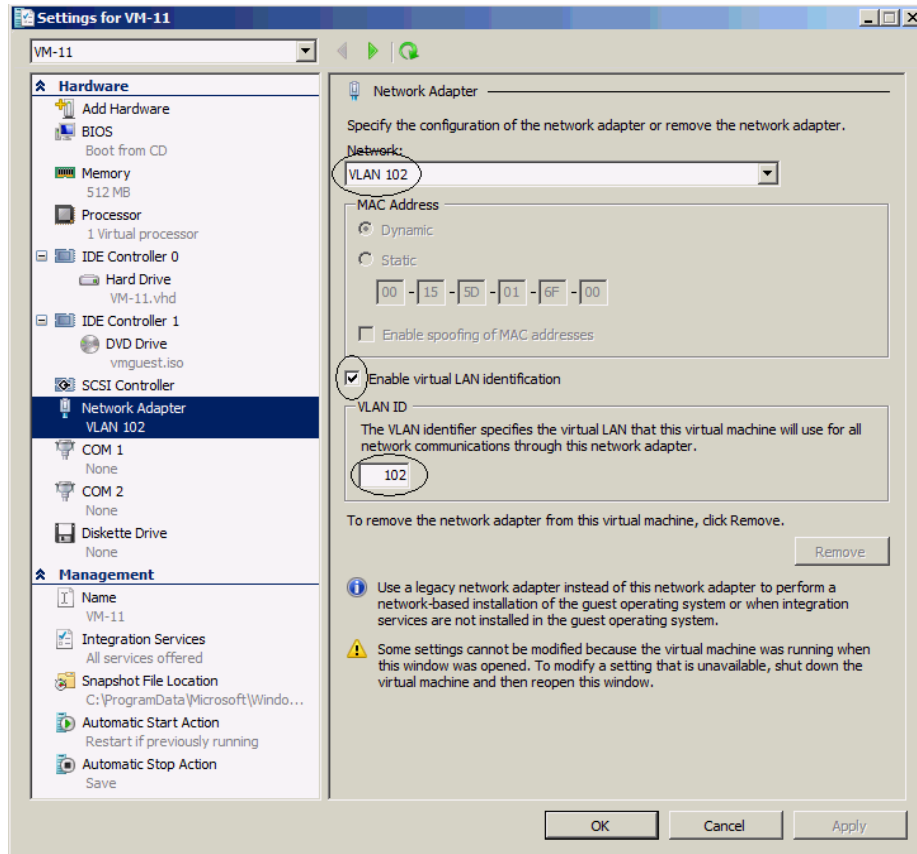 Settings for VM-11
VM-11
Hardware
Add Hardware
BIOS
Boot from CD
Memory
512 MB
Processor
1 Virtual processor
IDE Controller 0
Hard Drive
VM-11.vhd
IDE Controller 1
DVD Drive
vmguest.iso
SCSI Controller
Network Adapter
VLAN 102
COM 1
None
COM 2
None
Diskette Drive
None
Management
Name
VM-11
Integration Services
All services offered
Snapshot File Location
C:\ProgramData\Microsoft\Windo...
Automatic Start Action
Restart if previously running
Automatic Stop Action
Save
Network Adapter
Specify the configuration of the network adapter or remove the network adapter.
Network:
VLAN 102
MAC Address
Dynamic
Static
00 - 15 - 5D - 01 - 6F - 00
Enable spoofing of MAC addresses
Enable virtual LAN identification
VLAN ID
The VLAN identifier specifies the virtual LAN that this virtual machine will use for all
network communications through this network adapter.
102
To remove the network adapter from this virtual machine, click Remove.
Remove
Use a legacy network adapter instead of this network adapter to perform a
network-based installation of the guest operating system or when integration
services are not installed in the guest operating system.
Some settings cannot be modified because the virtual machine was running when
this window was opened. To modify a setting that is unavailable, shut down the
virtual machine and then reopen this window.
OK
Cancel
Apply